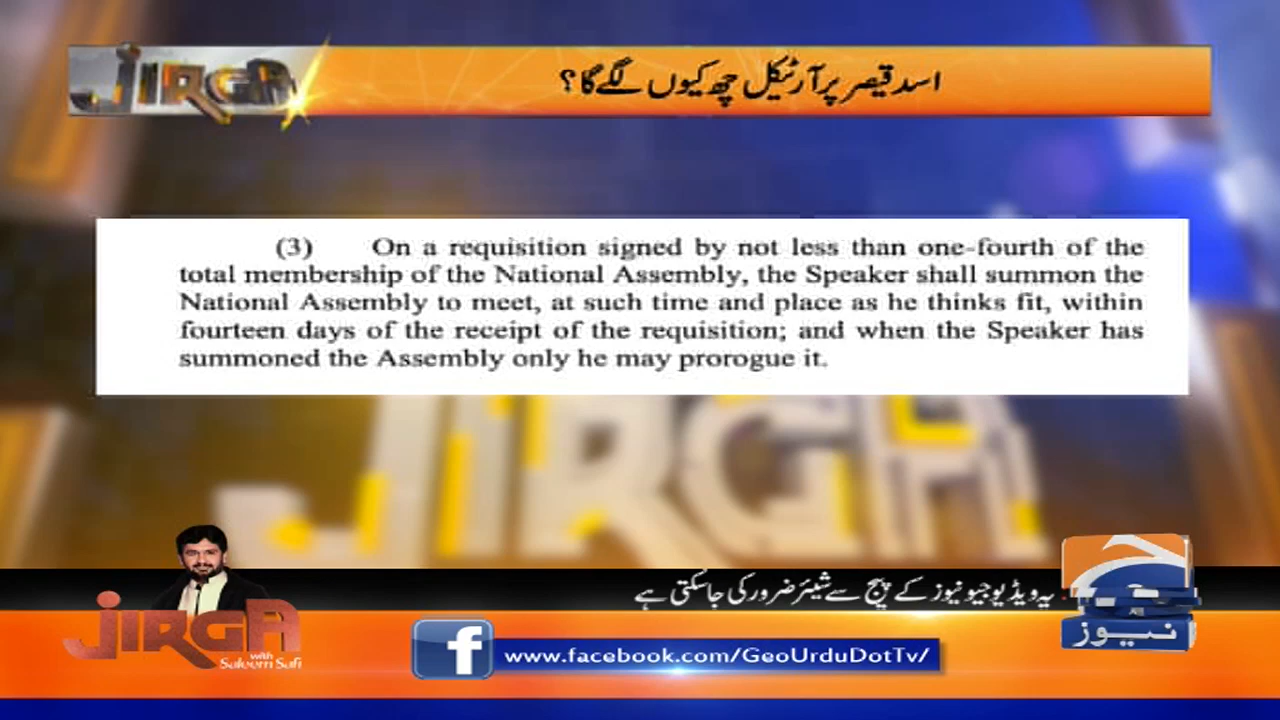 JIRGA
اسد قیصر پر آرٹیکل چھ کیوں لگے گا؟
(3) On a requisition signed by not less than one-fourth of the
total membership of the National Assembly, the Speaker shall summon the
National Assembly to meet, at such time and place as he thinks fit, within
fourteen days of the receipt of the requisition; and when the Speaker has
summoned the Assembly only he may prorogue it.
JIRGA
یہ ویڈیو جیو نیوز کے پیج سے شیئر ضرور کی جاسکتی ہے
JIRGA
with
Saleem Safi
f www.facebook.com/GeoUrduDotTv/
نیوز